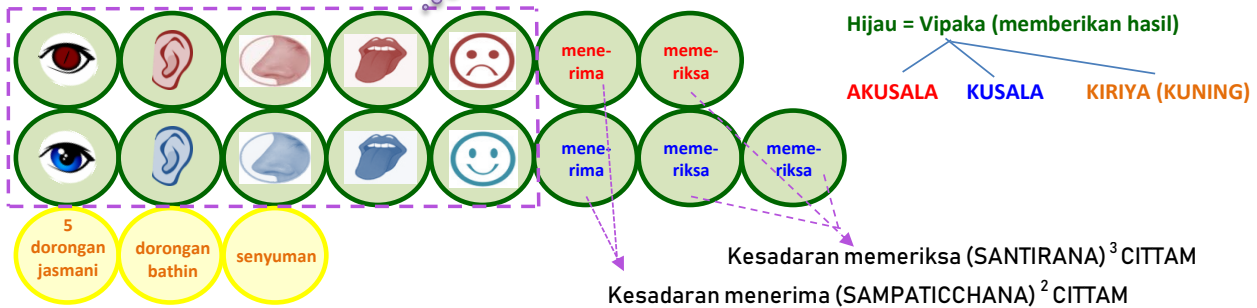 mene-
rima
meme-
riksa
Hijau = Vipaka (memberikan hasil)
AKUSALA KUSALA KIRIYA (KUNING)
mene-
rima
meme-
riksa
meme-
riksa
5
dorongan
jasmani
dorongan
bathin
senyuman
Kesadaran memeriksa (SANTIRANA) ³ CITTAM
Kesadaran menerima (SAMPATICCHANA) ² CITTAM